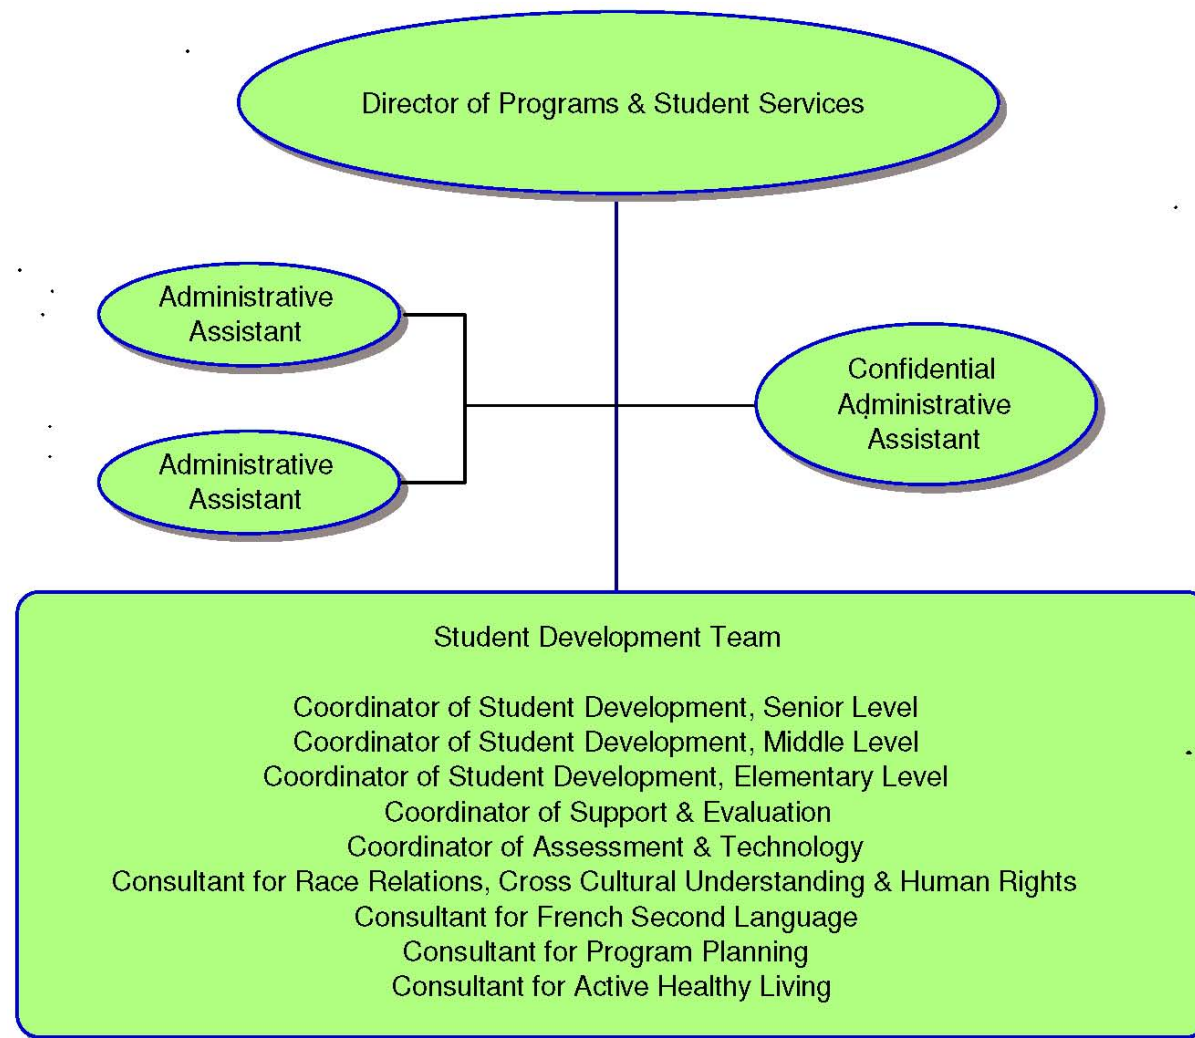 Director of Programs & Student Services
Administrative
Assistant
Confidential
Administrative
Assistant
Administrative
Assistant
Student Development Team
Coordinator of Student Development, Senior Level
Coordinator of Student Development, Middle Level
Coordinator of Student Development, Elementary Level
Coordinator of Support & Evaluation
Coordinator of Assessment & Technology
Consultant for Race Relations, Cross Cultural Understanding & Human Rights
Consultant for French Second Language
Consultant for Program Planning
Consultant for Active Healthy Living